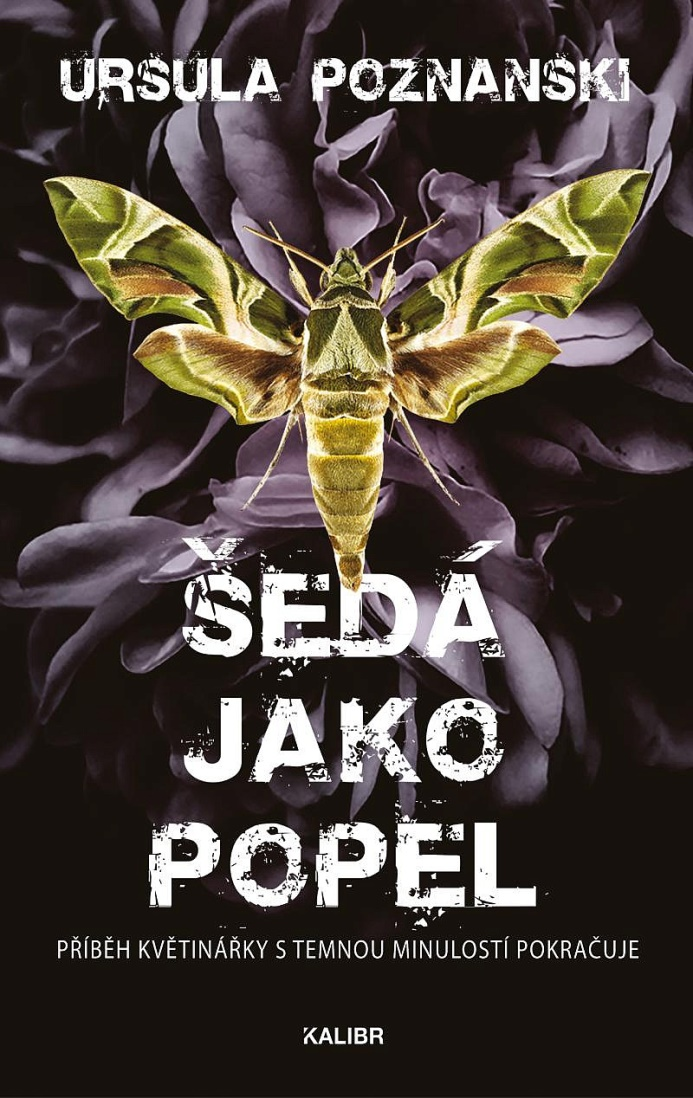 URSULA POZNANSKI
ŠEDÁ
JAKO
POPEL
PŘÍBĚH KVĚTINÁŘKY S TEMNOU MINULOSTÍ POKRAČUJE
KALIBR